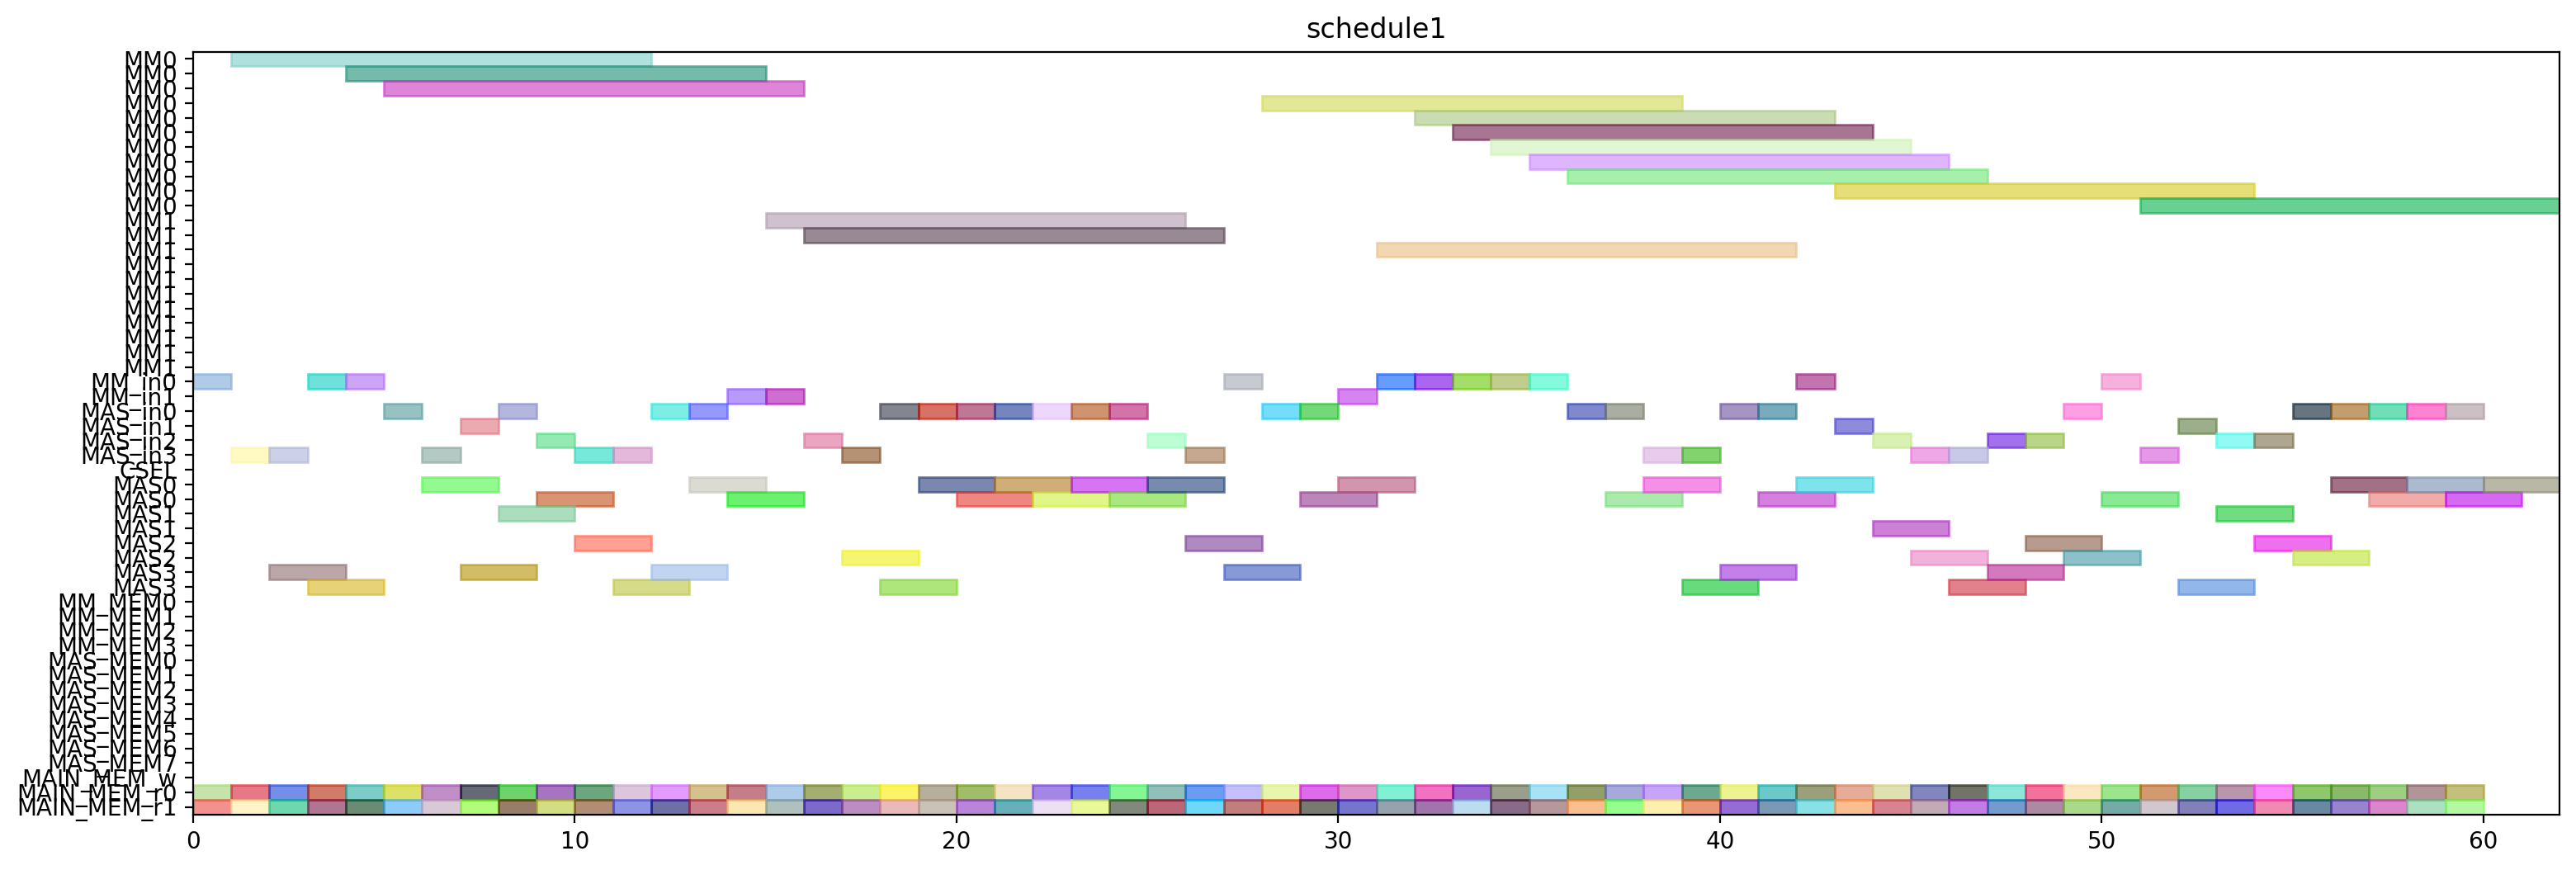 schedule1
MM0
MM0
MM0
MM0
MM0
MM0
MM0
MM0
MM0
MM0
MM0
MM1
MM1
MM1
MM1
MM1
MM1
MM1
MM1
MM1
MM1
MM1
MM_in0
MM_in1
MAS_in0
MAS_in1
MAS_in2
MAS_in3
CSEL
MAS0
MAS0
MAS1
MAS1
MAS2
MAS2
MAS3
MAS3
MM_MEM0
MM_MEM1
MM_MEM2
MM_MEM3
MAS_MEM0
MAS_MEM1
MAS_MEM2
MAS_MEM3
MAS_MEM4
MAS_MEM5
MAS_MEM6
MAS_MEM7
MAIN_MEM_w
MAIN_MEM_r0
MAIN_MEM_r1
0 10 20 30 40 50 60